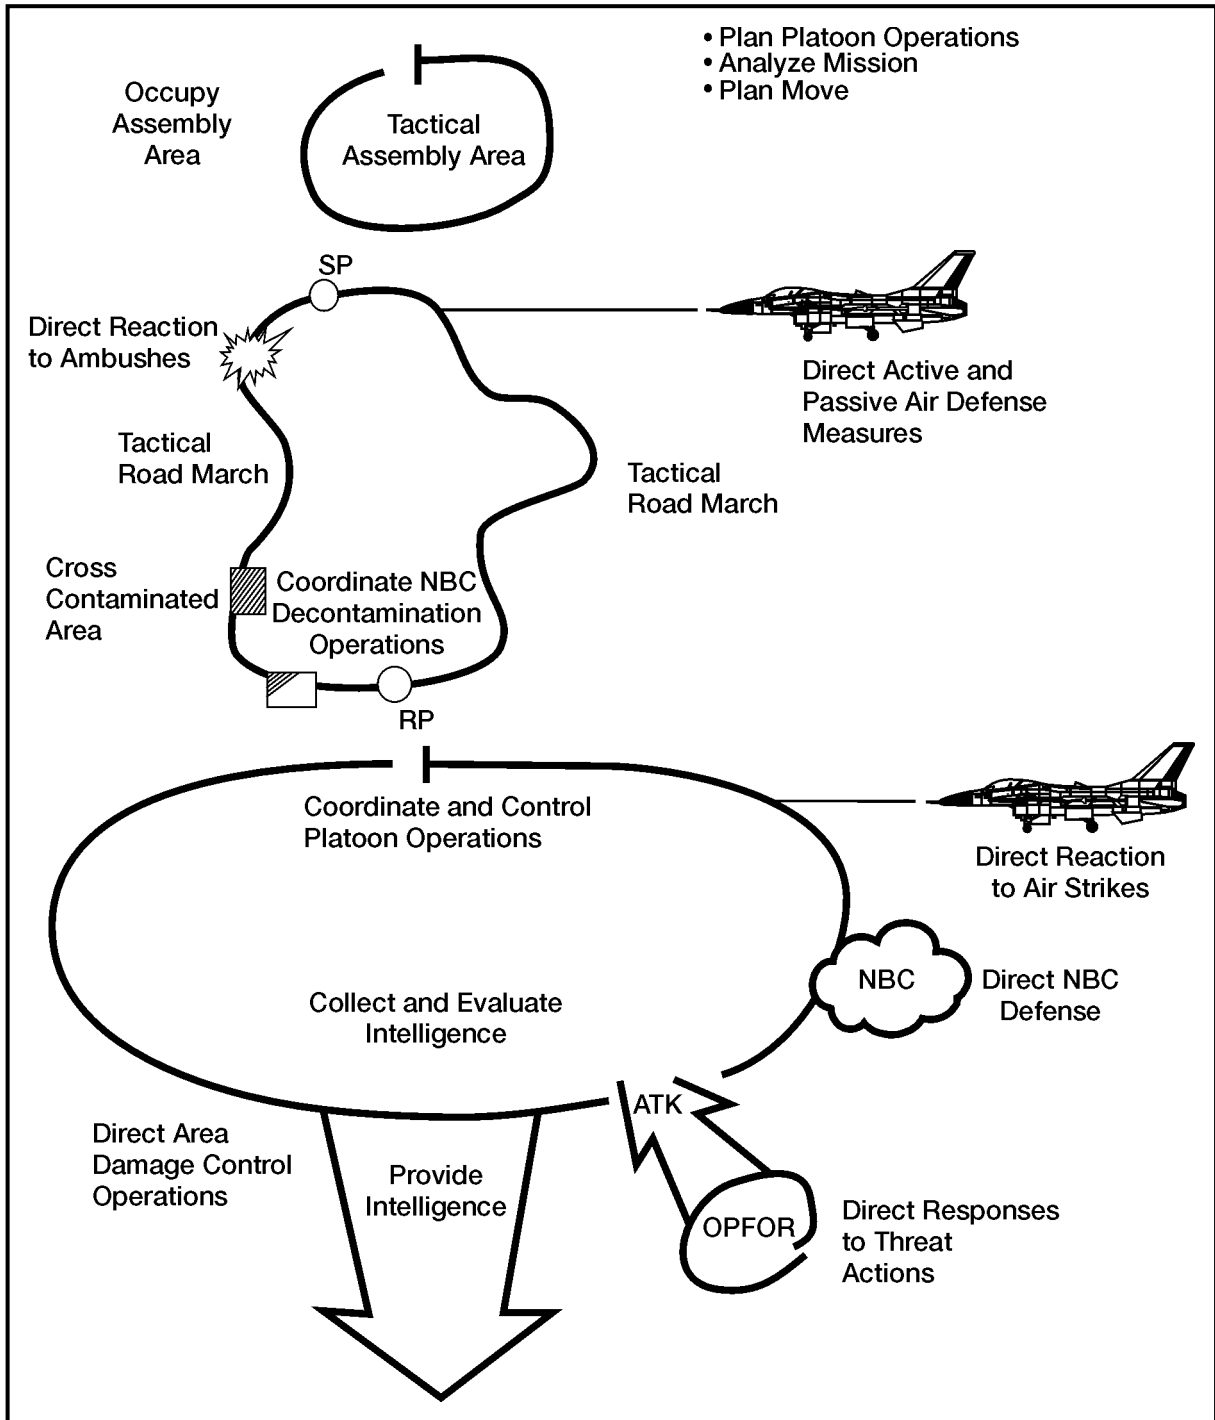 • Plan Platoon Operations
• Analyze Mission
• Plan Move
Occupy
Assembly
Area
Tactical
Assembly Area
SP
Direct Reaction
to Ambushes
Direct Active and
Passive Air Defense
Measures
Tactical
Road March
Tactical
Road March
Cross
Contaminated
Area
Coordinate NBC
Decontamination
Operations
RP
Coordinate and Control
Platoon Operations
Direct Reaction
to Air Strikes
NBC
Direct NBC
Defense
Collect and Evaluate
Intelligence
ATK
Direct Area
Damage Control
Operations
Provide
Intelligence
OPFOR
Direct Responses
to Threat
Actions